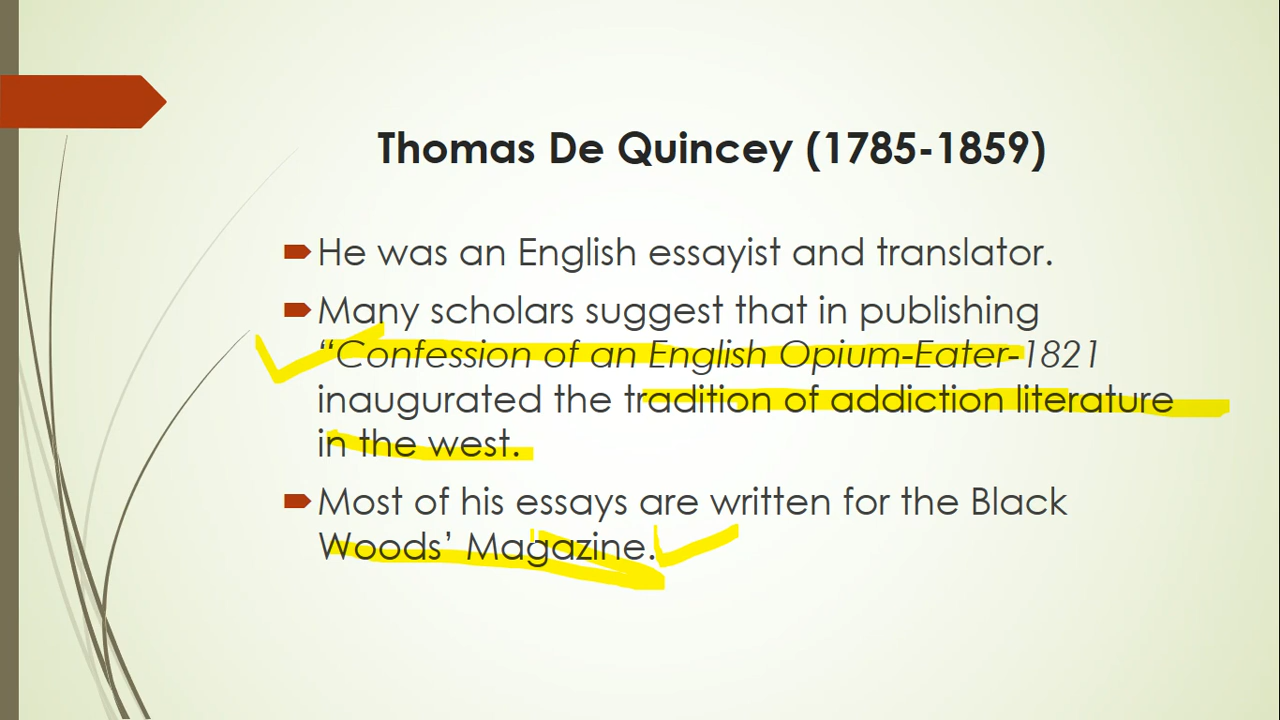 Thomas De Quincey (1785-1859)
He was an English essayist and translator.
Many scholars suggest that in publishing
“Confession of an English Opium-Eater-1821
inaugurated the tradition of addiction literature
in the west.
Most of his essays are written for the Black
Woods’ Magazine.